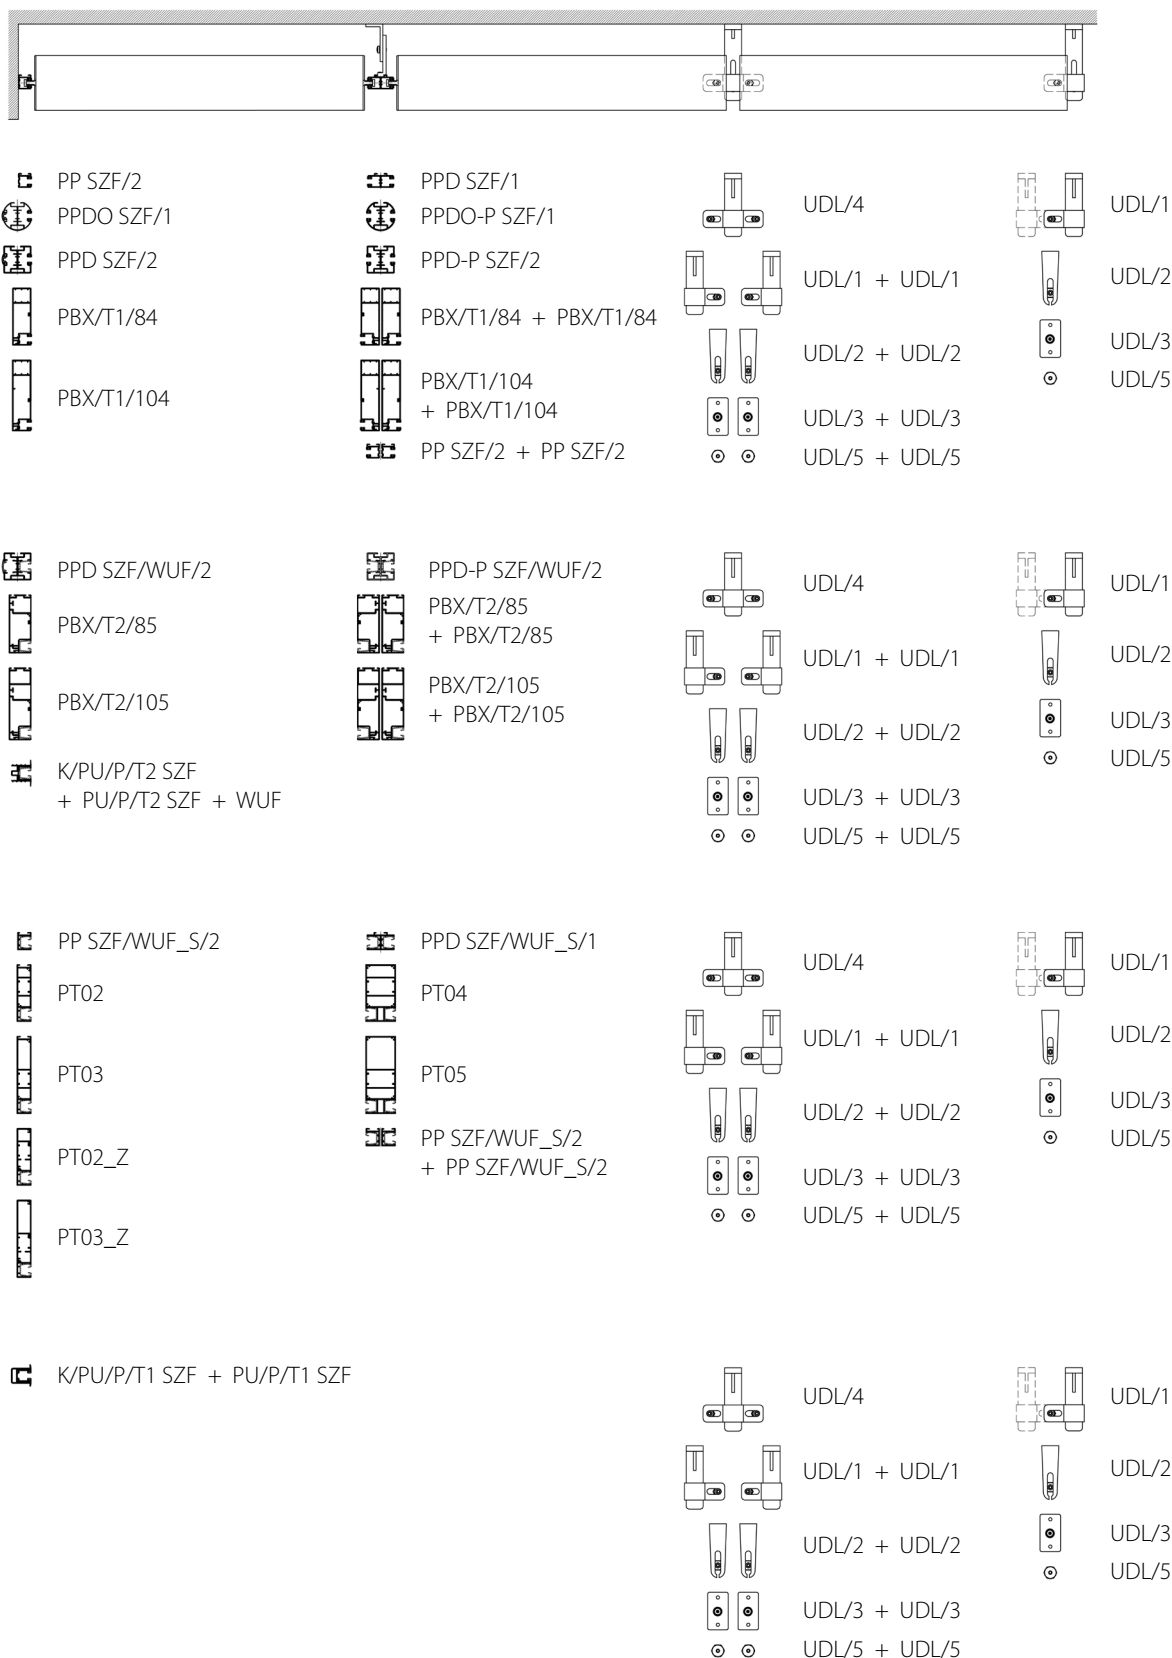 PP SZF/2
PPDO SZF/1
PPD SZF/2
PBX/T1/84
PBX/T1/104
PPD SZF/1
PPDO-P SZF/1
PPD-P SZF/2
PBX/T1/84 + PBX/T1/84
PBX/T1/104
+ PBX/T1/104
PP SZF/2 + PP SZF/2
UDL/4
UDL/1 + UDL/1
UDL/2 + UDL/2
UDL/3 + UDL/3
UDL/5 + UDL/5
UDL/1
UDL/2
UDL/3
UDL/5
PPD SZF/WUF/2
PBX/T2/85
PBX/T2/105
K/PU/P/T2 SZF
+ PU/P/T2 SZF + WUF
PPD-P SZF/WUF/2
PBX/T2/85
+ PBX/T2/85
PBX/T2/105
+ PBX/T2/105
UDL/4
UDL/1 + UDL/1
UDL/2 + UDL/2
UDL/3 + UDL/3
UDL/5 + UDL/5
UDL/1
UDL/2
UDL/3
UDL/5
PP SZF/WUF_S/2
PT02
PT03
PT02_Z
PT03_Z
PPD SZF/WUF_S/1
PT04
PT05
PP SZF/WUF_S/2
+ PP SZF/WUF_S/2
UDL/4
UDL/1 + UDL/1
UDL/2 + UDL/2
UDL/3 + UDL/3
UDL/5 + UDL/5
UDL/1
UDL/2
UDL/3
UDL/5
K/PU/P/T1 SZF + PU/P/T1 SZF
UDL/4
UDL/1 + UDL/1
UDL/2 + UDL/2
UDL/3 + UDL/3
UDL/5 + UDL/5
UDL/1
UDL/2
UDL/3
UDL/5